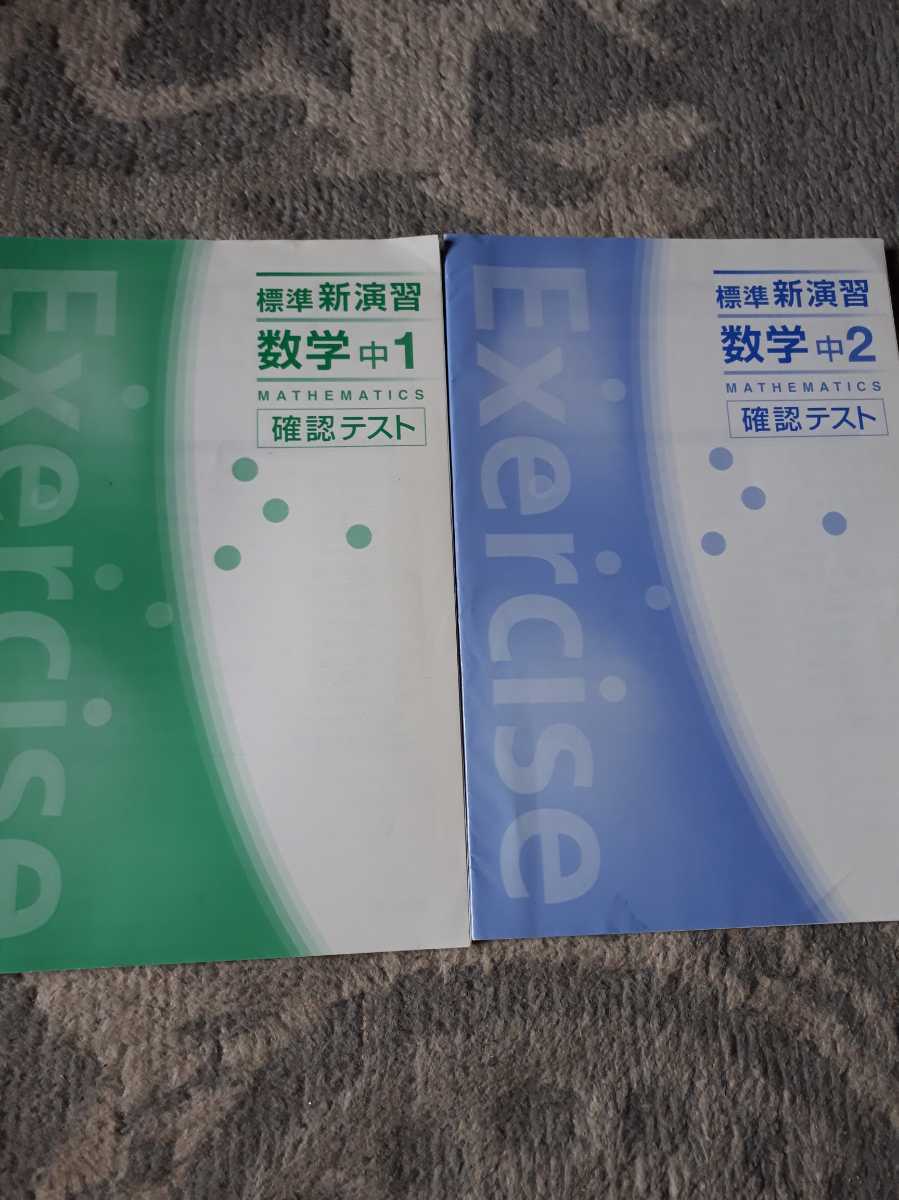 Exercise
標準 新演習
数学 中1
MATHEMATICS
確認テスト
Exercise
標準 新演習
数学 中2
MATHEMATICS
確認テスト